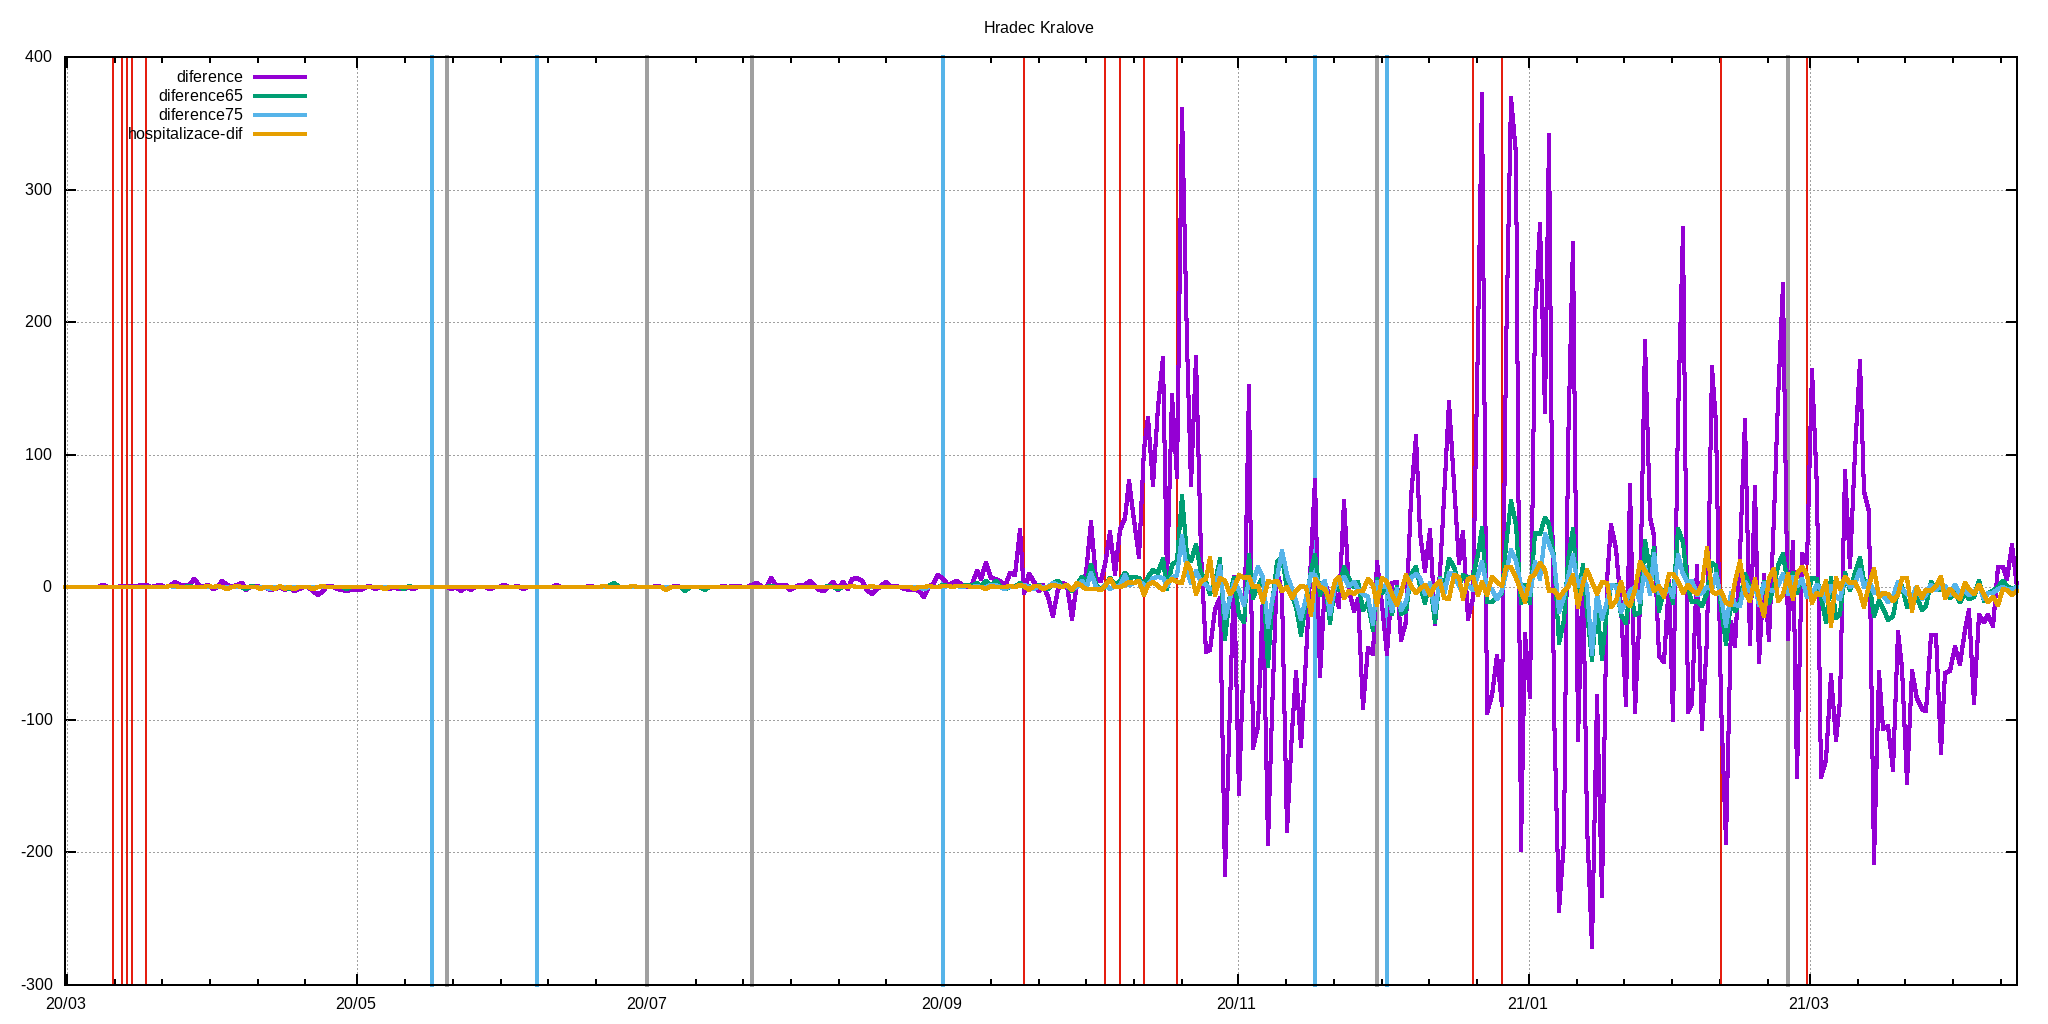 Hradec Kralove
400
300
200
100
0
-100
-200
-300
diference
diference65
diference75
hospitalizace-dif
20/03 20/05 20/07 20/09 20/11 21/01 21/03